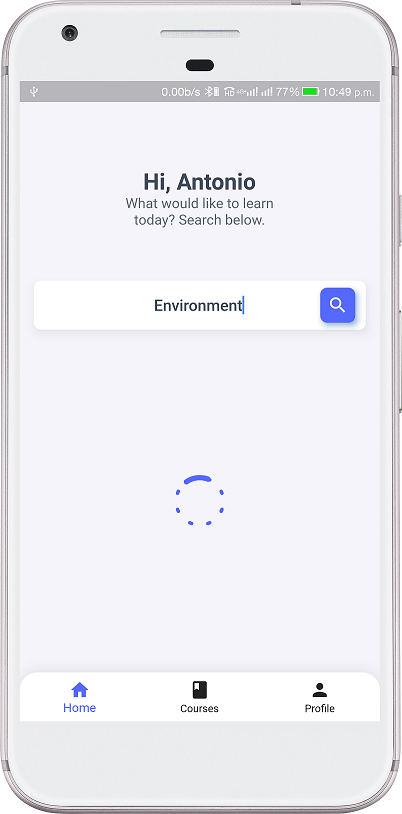 0.00b/s 4G 77% 10:49 p.m.
Hi, Antonio
What would like to learn
today? Search below.
Environment
Home Courses Profile